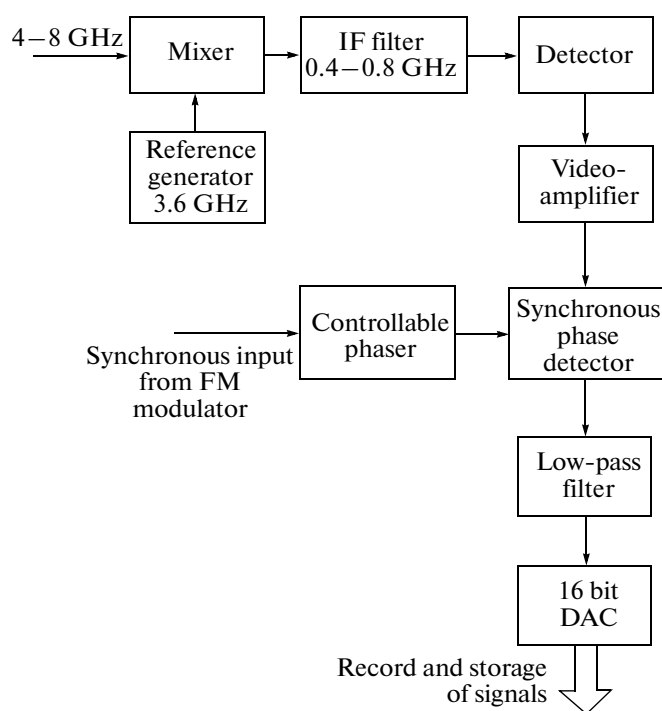 4–8 GHz
Mixer
IF filter
0.4–0.8 GHz
Detector
Reference
generator
3.6 GHz
Video-
amplifier
Controllable
phaser
Synchronous
phase
detector
Synchronous input
from FM
modulator
Low-pass
filter
16 bit
DAC
Record and storage
of signals